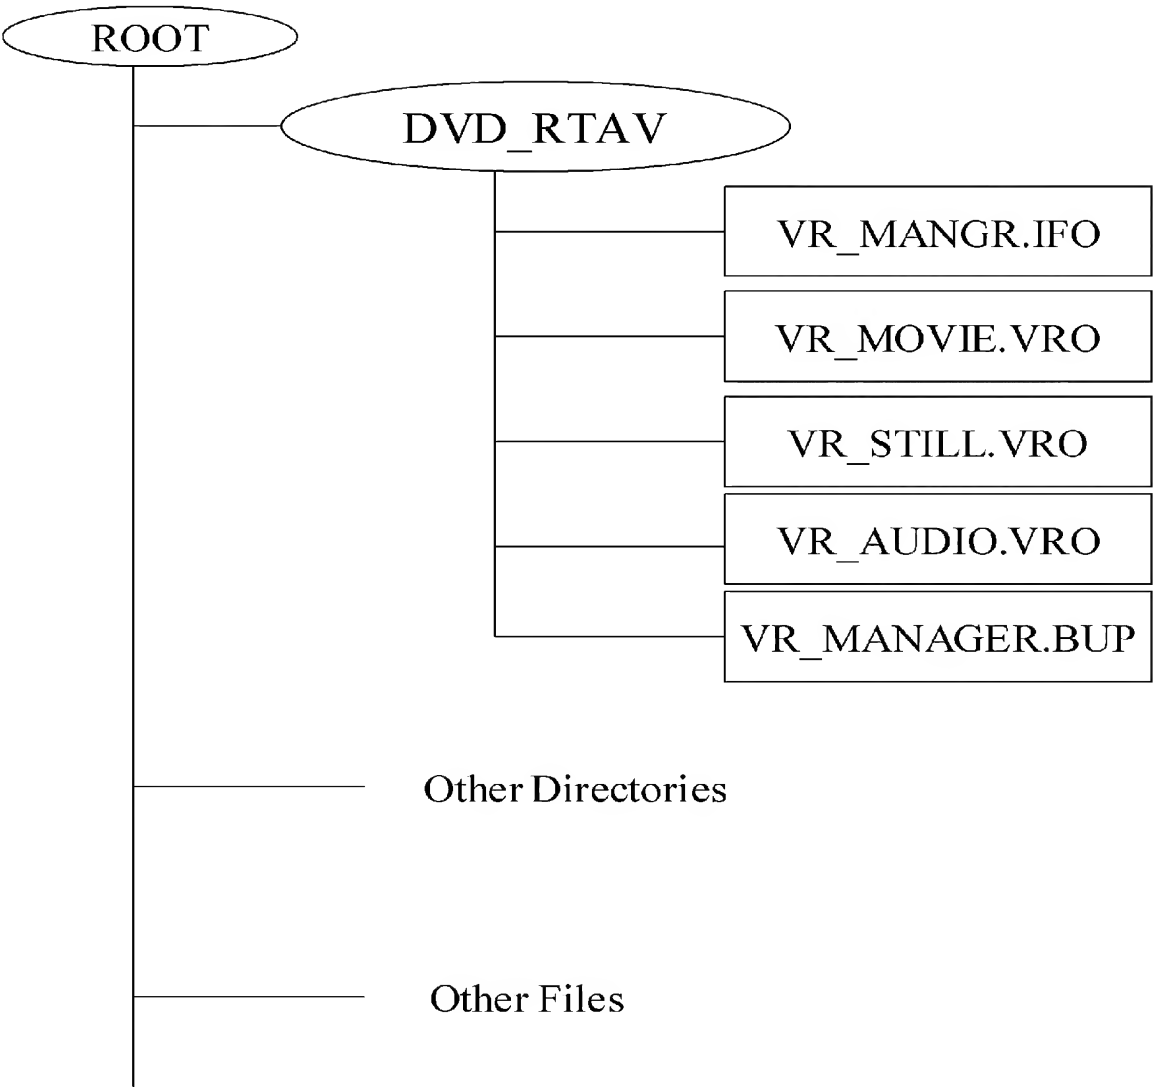 ROOT
DVD_RTAV
VR_MANGR.IFO
VR_MOVIE.VRO
VR_STILL.VRO
VR_AUDIO.VRO
VR_MANAGER.BUP
Other Directories
Other Files